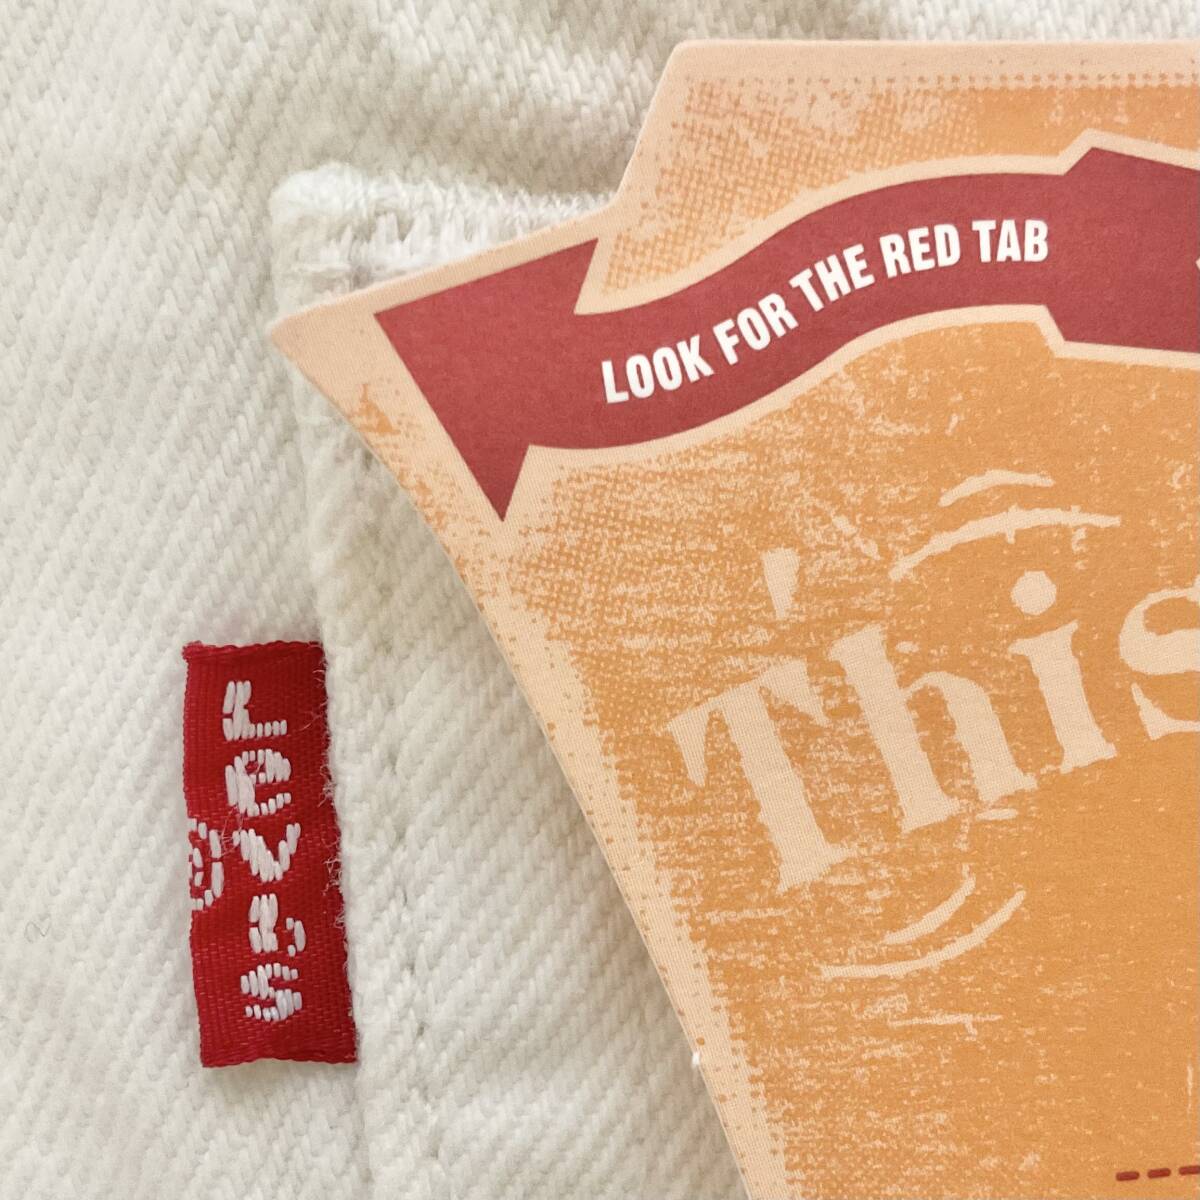 LOOK FOR THE RED TAB
This
LEVI'S
®